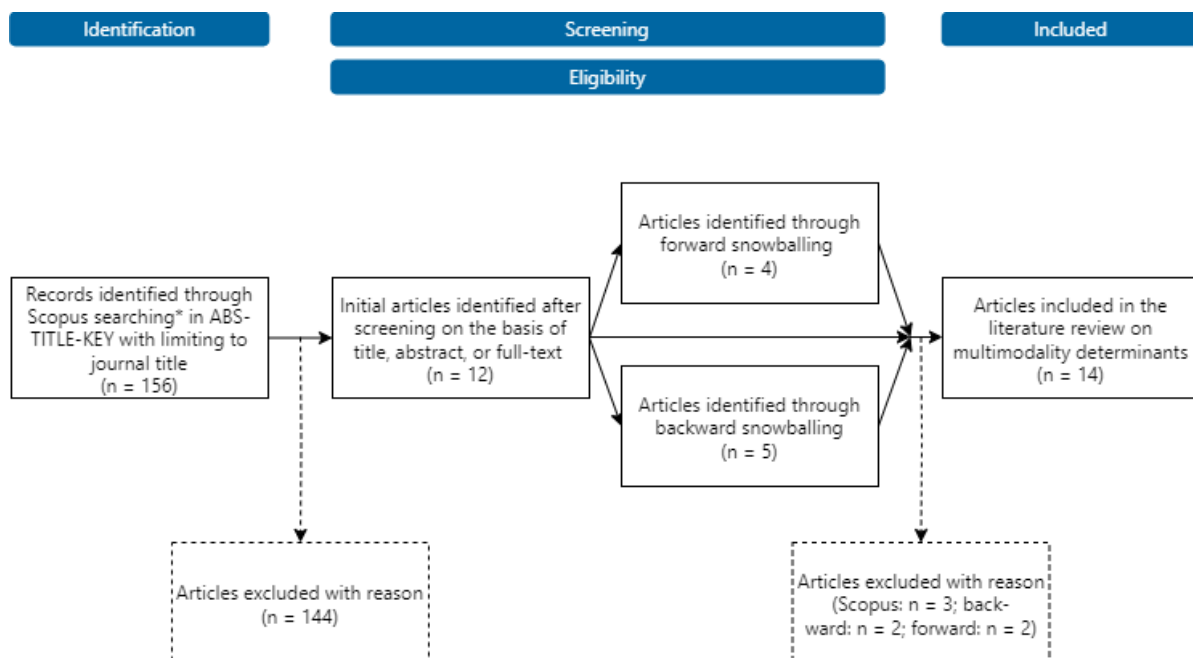 Identification
Screening
Included
Eligibility
Records identified through
Scopus searching* in ABS-
TITLE-KEY with limiting to
journal title
(n = 156)
Initial articles identified after
screening on the basis of
title, abstract, or full-text
(n = 12)
Articles identified through
forward snowballing
(n = 4)
Articles identified through
backward snowballing
(n = 5)
Articles included in the
literature review on
multimodality determinants
(n = 14)
Articles excluded with reason
(n = 144)
Articles excluded with reason
(Scopus: n = 3; back-
ward: n = 2; forward: n = 2)